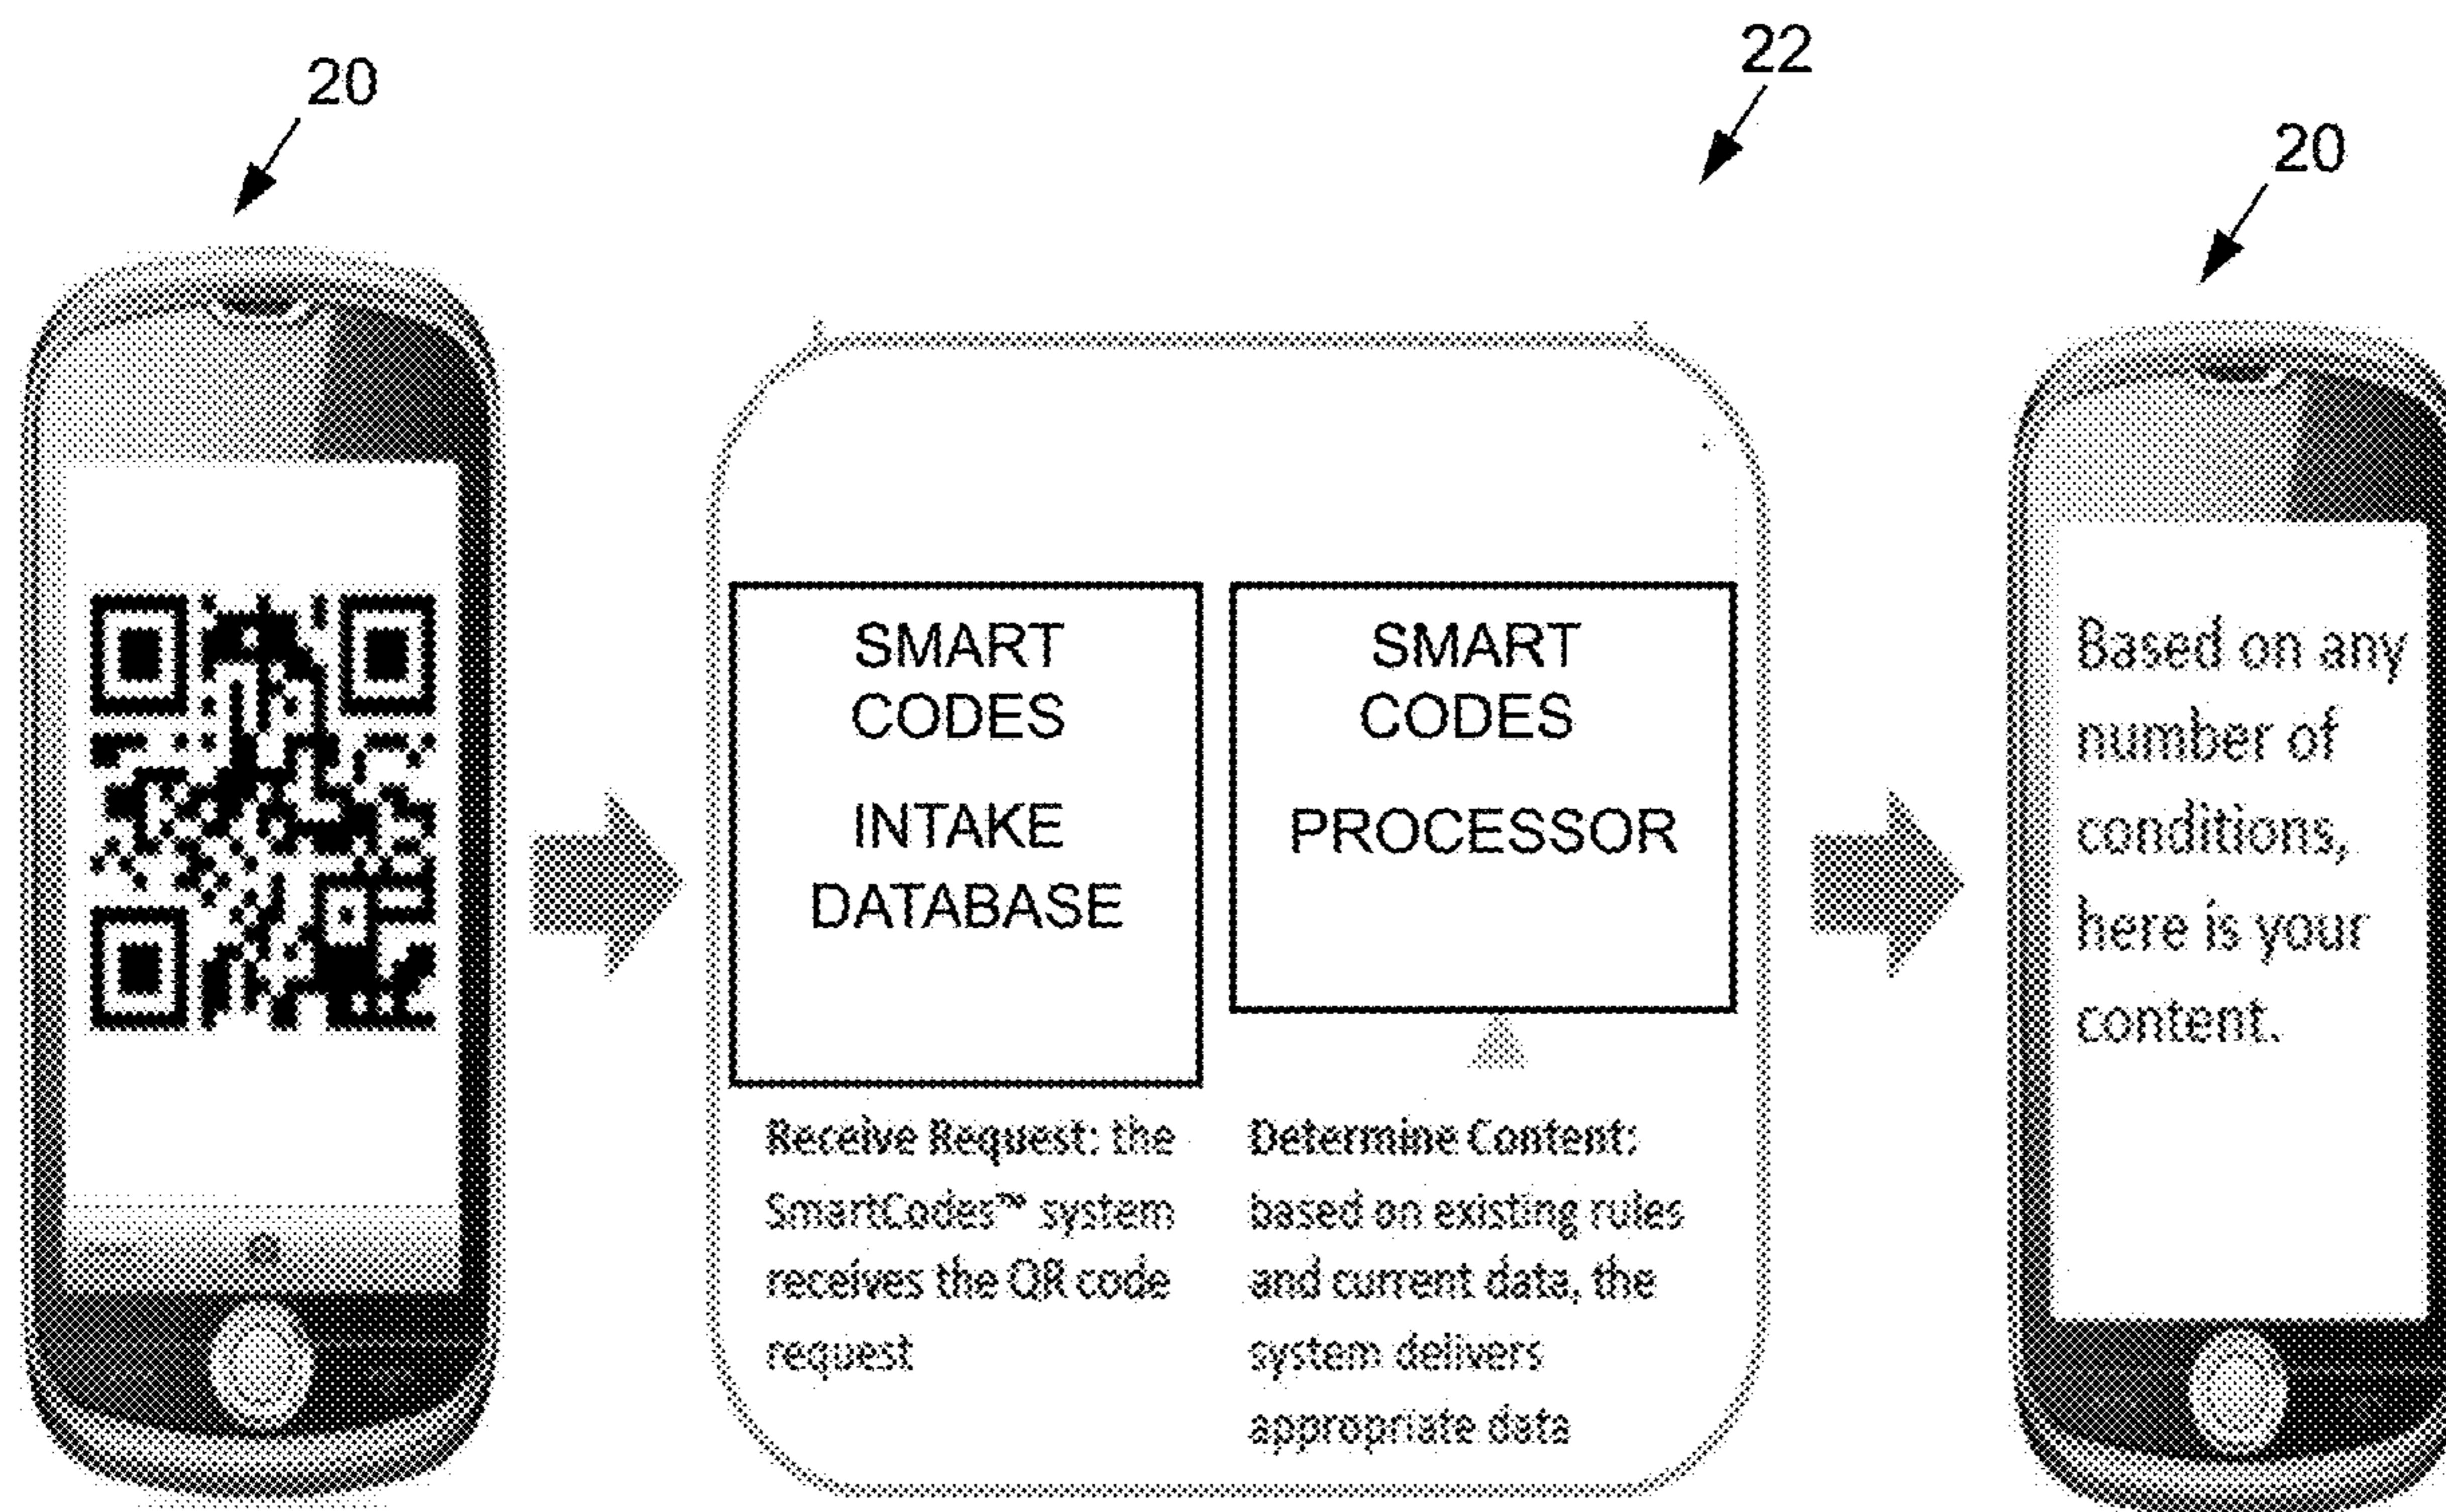 20
22
20
SMART
CODES
INTAKE
DATABASE
SMART
CODES
PROCESSOR
Receive Request: the
SmartCodes™ system
receives the QR code
request
Determine Content:
based on existing rules
and current data, the
system delivers
appropriate data
Based on any
number of
conditions,
here is your
content.